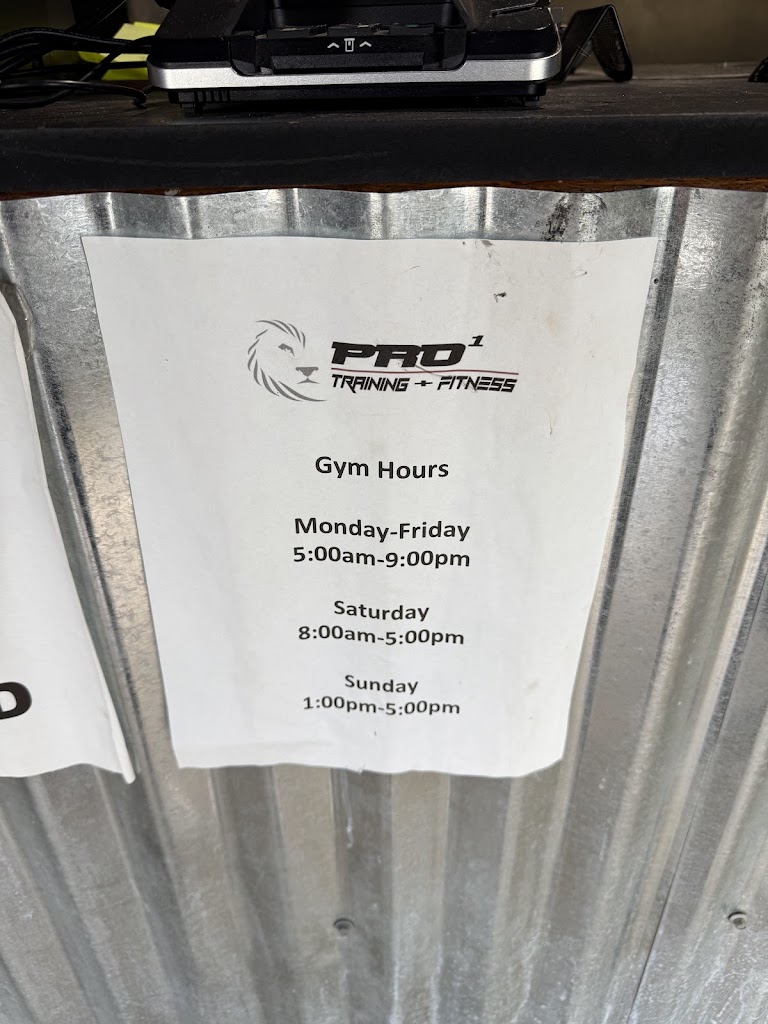 PRO1
TRAINING + FITNESS
Gym Hours
Monday-Friday
5:00am-9:00pm
Saturday
8:00am-5:00pm
Sunday
1:00pm-5:00pm
D